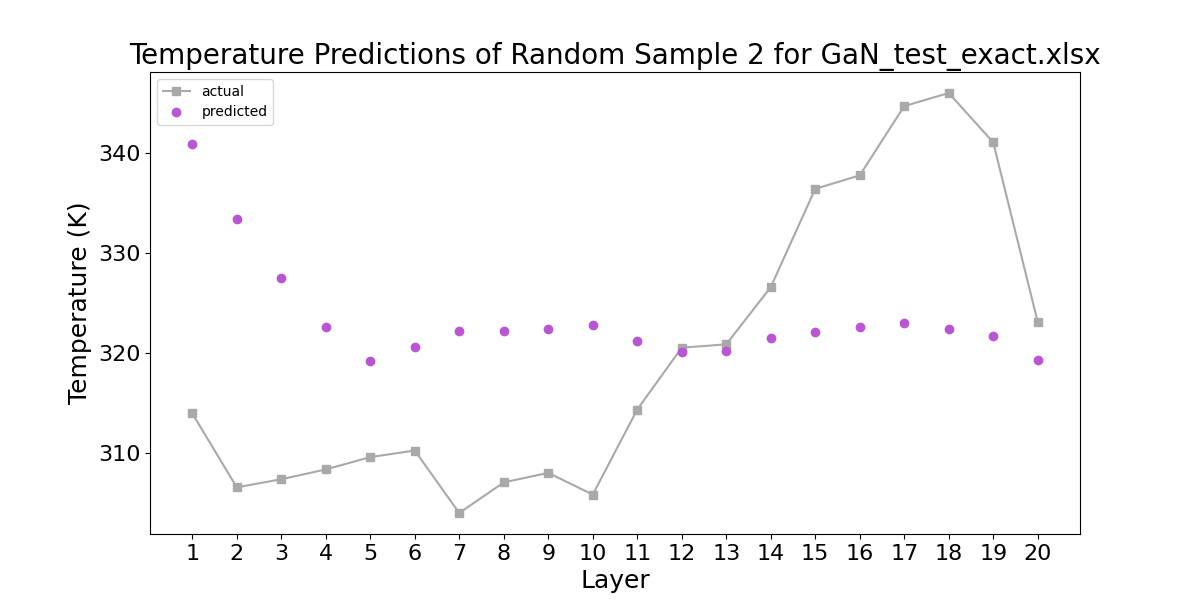 Temperature Predictions of Random Sample 2 for GaN_test_exact.xlsx
actual
predicted
Temperature (K)
340
330
320
310
1 2 3 4 5 6 7 8 9 10 11 12 13 14 15 16 17 18 19 20
Layer